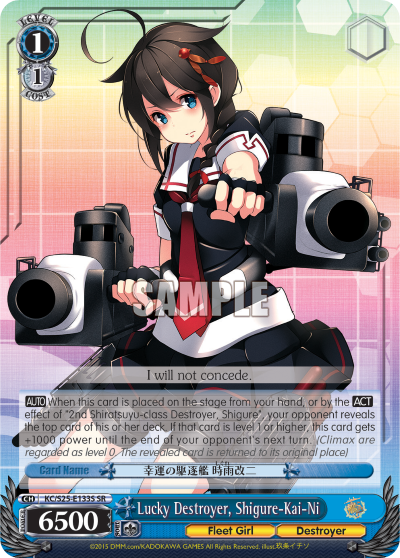 LEVEL
1
1
COST
SAMPLE
I will not concede.
AUTO When this card is placed on the stage from your hand, or by the ACT
effect of "2nd Shiratsuyu-class Destroyer, Shigure", your opponent reveals
the top card of his or her deck. If that card is level 1 or higher, this card gets
+1000 power until the end of your opponent's next turn. (Climax are
regarded as level 0. The revealed card is returned to its original place)
Card Name 幸運の駆逐艦 時雨改二
CH KC/S25-E133S SR
POWER 6500 Lucky Destroyer, Shigure-Kai-Ni
Fleet Girl Destroyer
©2015 DMM.com/KADOKAWA GAMES All Rights Reserved.